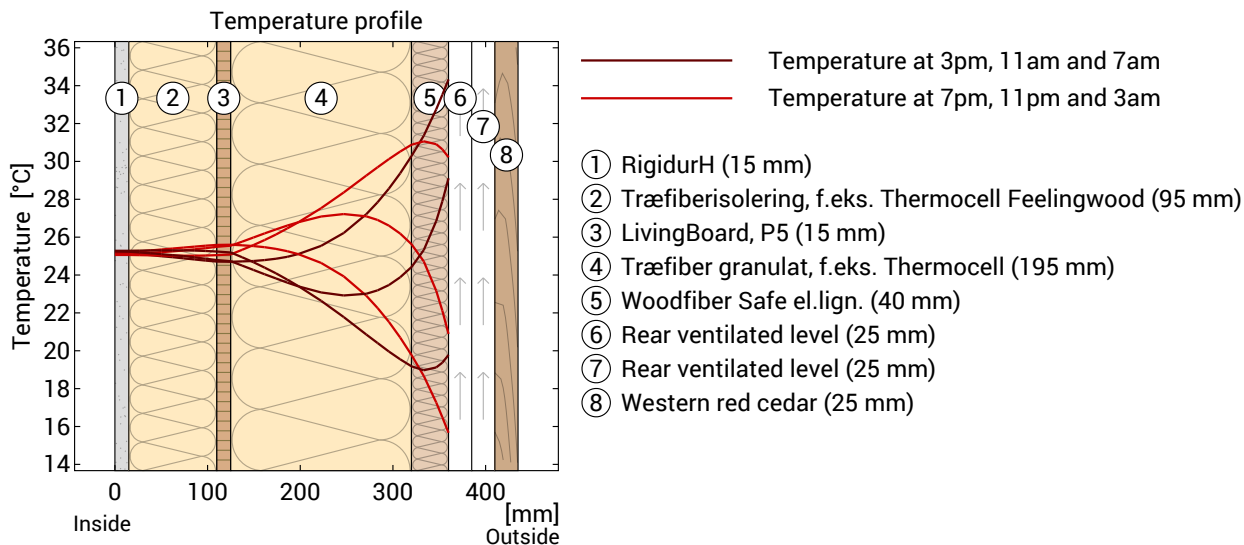 Temperature profile
36
34
32
30
28
26
24
22
20
18
16
14
Temperature [°C]
1
2
3
4
5
6
7
8
0
100
200
300
400
[mm]
Inside
Outside
Temperature at 3pm, 11am and 7am
Temperature at 7pm, 11pm and 3am
1 RigidurH (15 mm)
2 Træfiberisolering, f.eks. Thermocell Feelingwood (95 mm)
3 LivingBoard, P5 (15 mm)
4 Træfiber granulat, f.eks. Thermocell (195 mm)
5 Woodfiber Safe el.lign. (40 mm)
6 Rear ventilated level (25 mm)
7 Rear ventilated level (25 mm)
8 Western red cedar (25 mm)